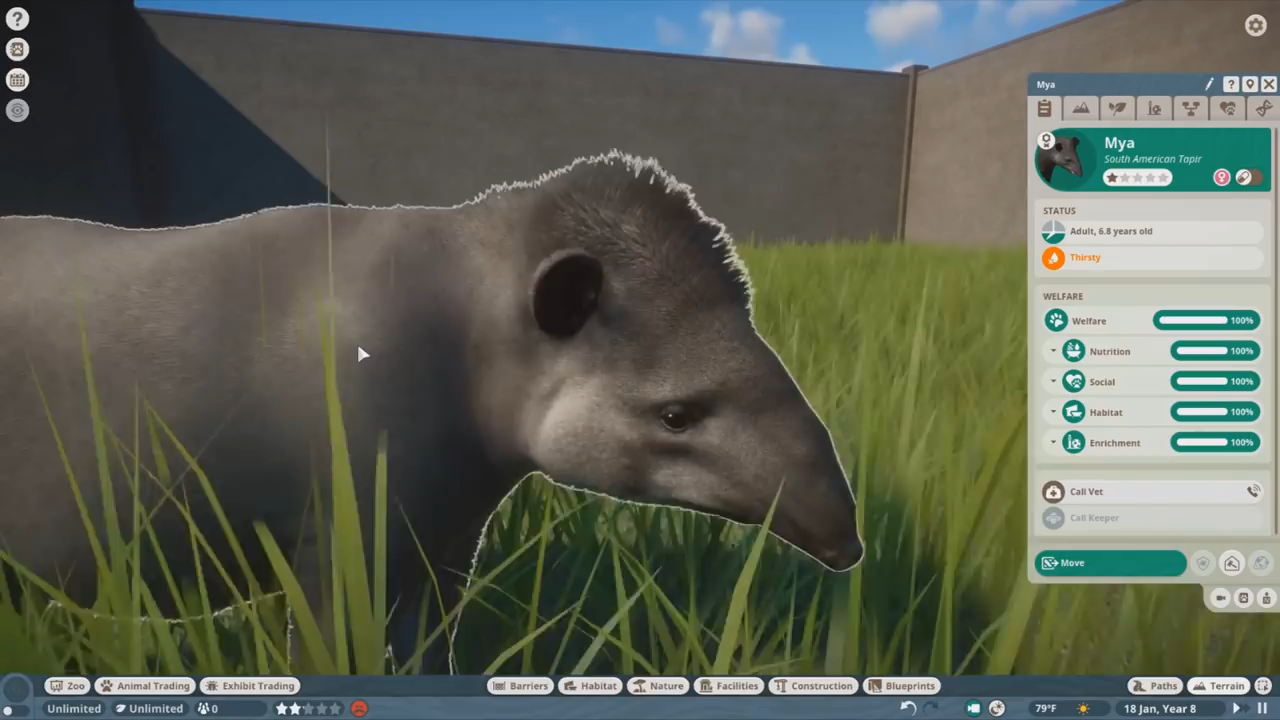 ?
Mya
?
Mya
South American Tapir
STATUS
Adult, 6.8 years old
Thirsty
WELFARE
Welfare 100%
Nutrition 100%
Social 100%
Habitat 100%
Enrichment 100%
Call Vet
Call Keeper
Move
Zoo Animal Trading Exhibit Trading Barriers Habitat Nature Facilities Construction Blueprints Paths Terrain
Unlimited Unlimited 0 79°F 18 Jan, Year 8